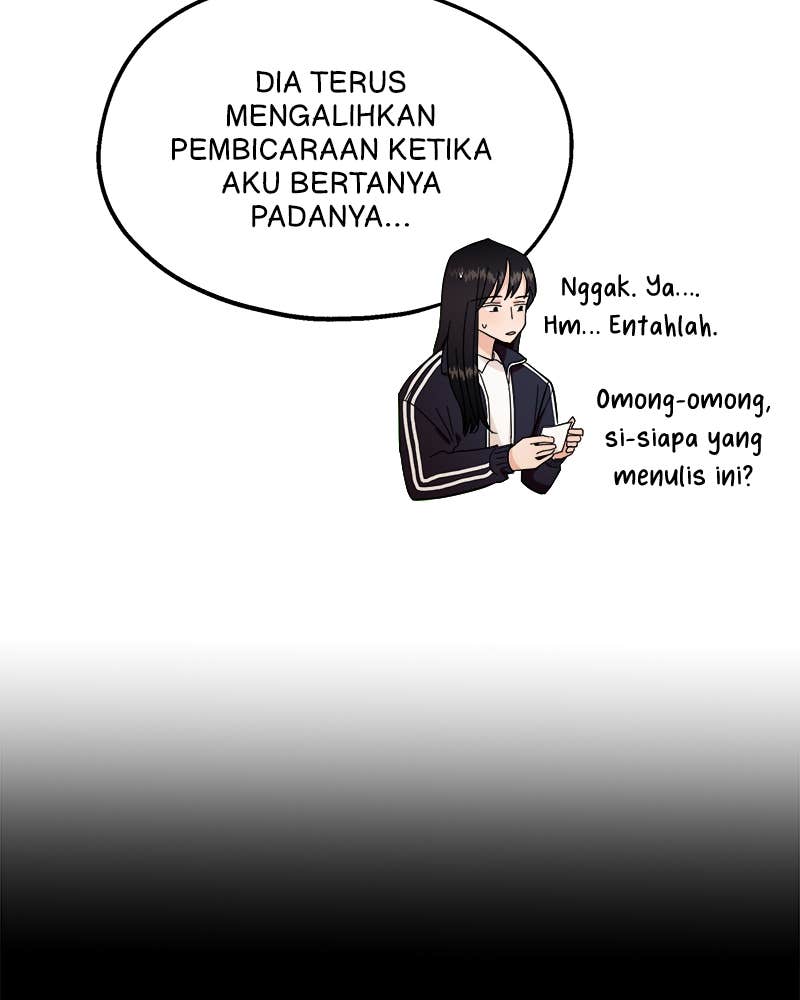 DIA TERUS
MENGALIHKAN
PEMBICARAAN KETIKA
AKU BERTANYA
PADANYA...
Nggak. Ya....
Hm... Entahlah.
Omong-omong,
si-siapa yang
menulis ini?